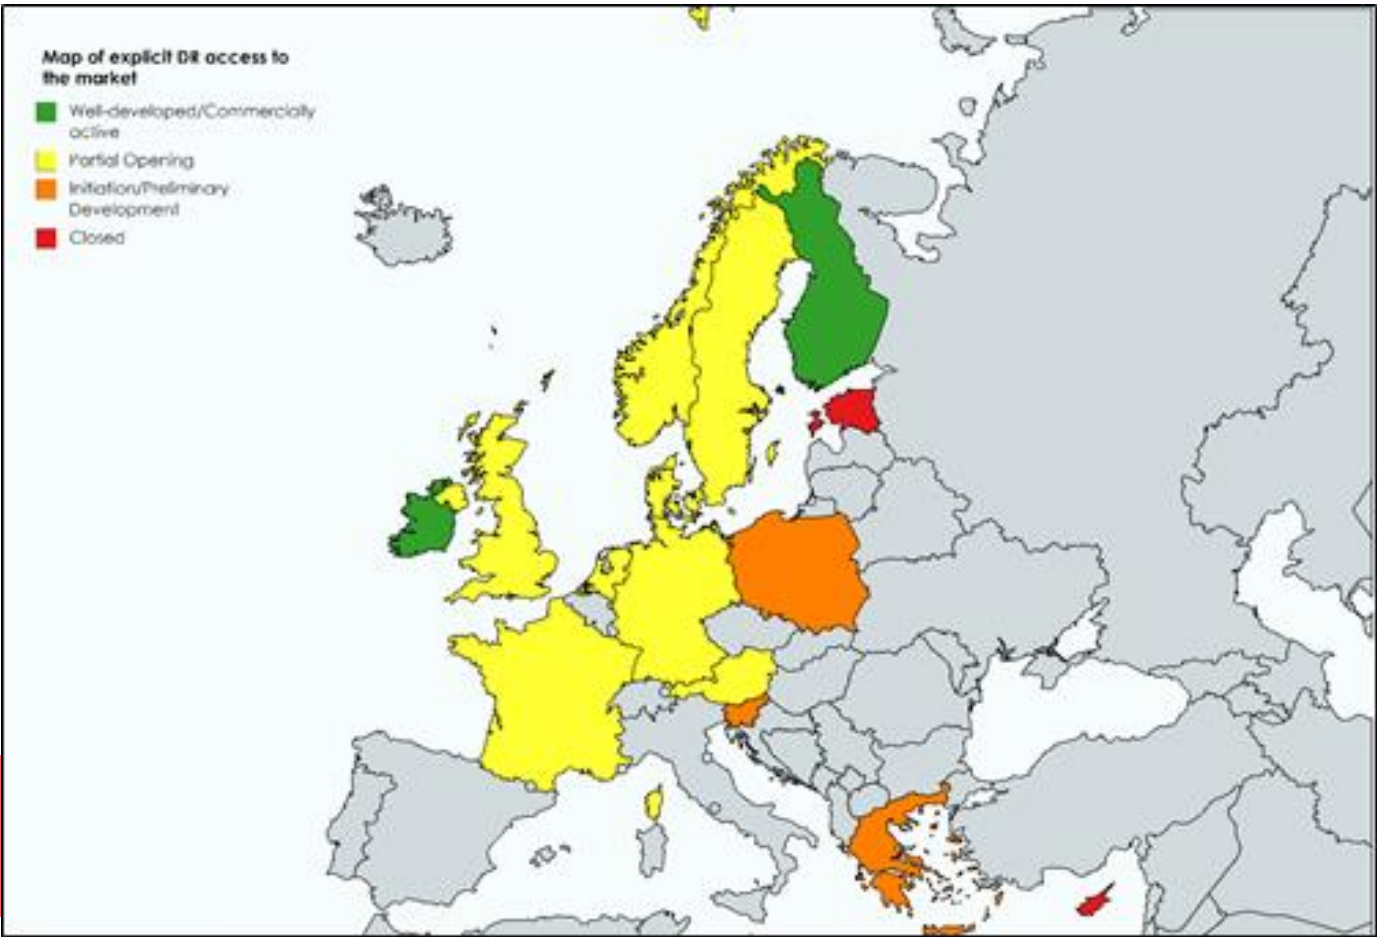 Map of explicit DR access to
the market
Well-developed/Commercially
active
Partial Opening
Initiation/Preliminary
Development
Closed